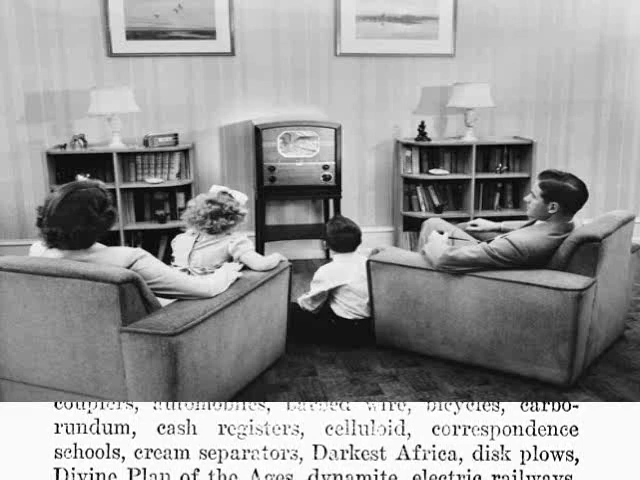 couplers, automobiles, barbed wire, bicycles, carbo-
rundum, cash registers, celluloid, correspondence
schools, cream separators, Darkest Africa, disk plows,
Divine Plan of the Ages, dynamite, electric railways,